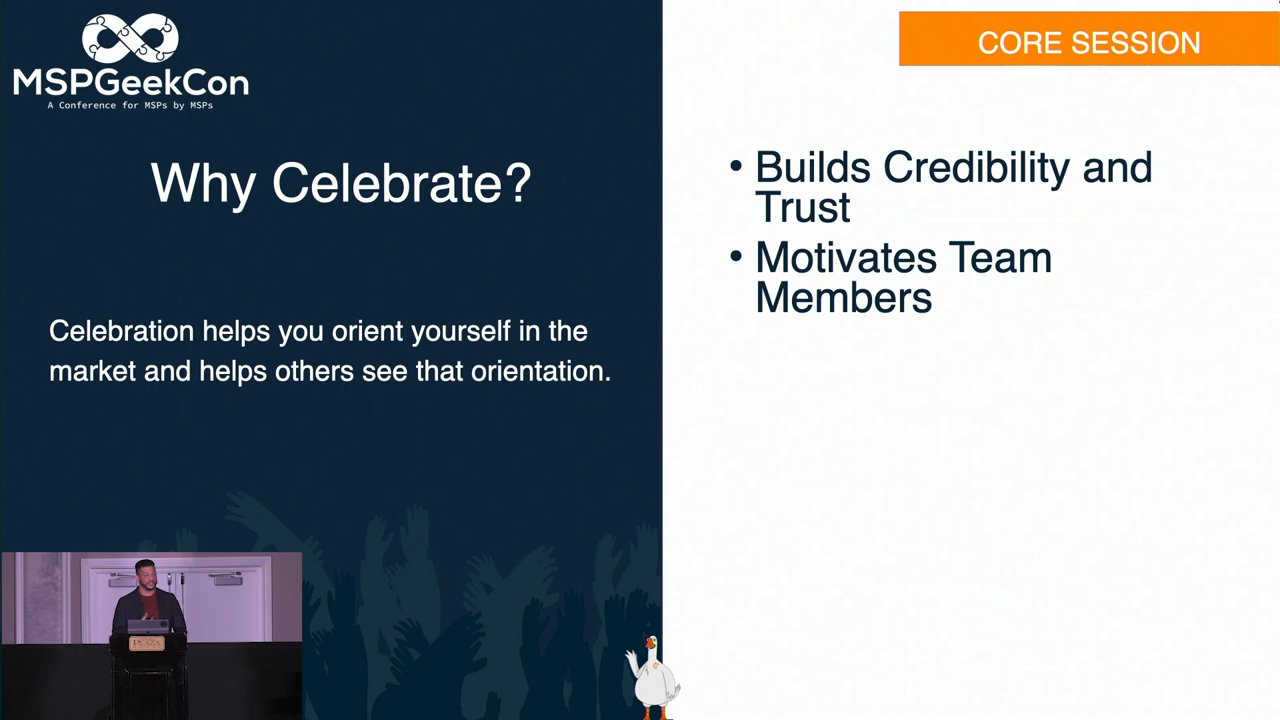 MSPGeekCon
A Conference for MSPs by MSPs
CORE SESSION
Why Celebrate?
Celebration helps you orient yourself in the
market and helps others see that orientation.
• Builds Credibility and
Trust
• Motivates Team
Members
PLAZA